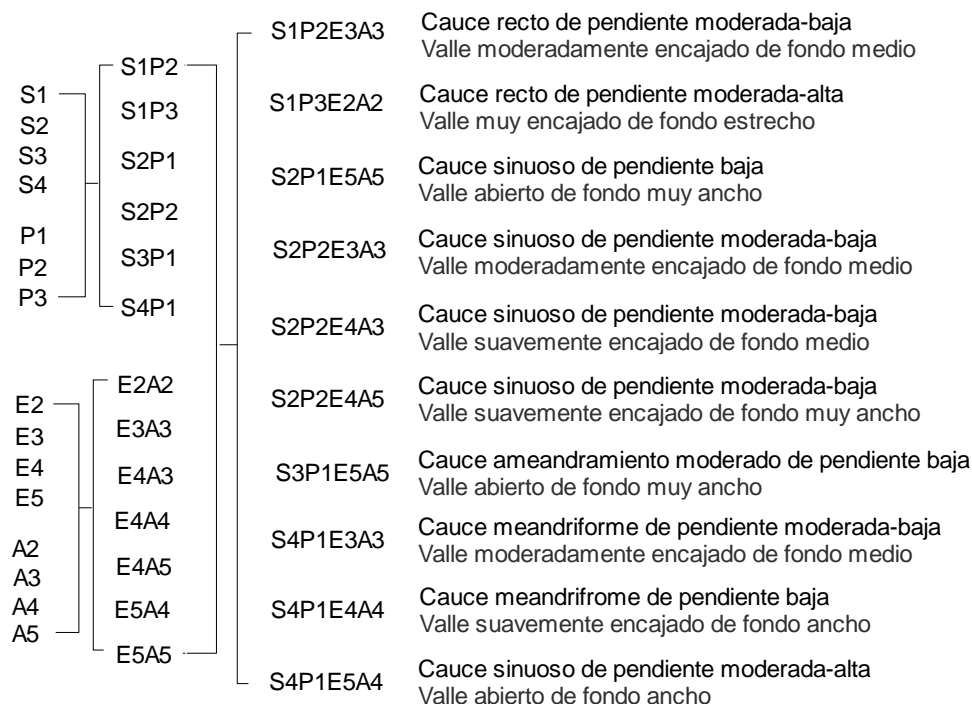 S1
S2
S3
S4
P1
P2
P3
E2
E3
E4
E5
A2
A3
A4
A5
S1P2
S1P3
S2P1
S2P2
S3P1
S4P1
E2A2
E3A3
E4A3
E4A4
E4A5
E5A4
E5A5
S1P2E3A3 Cauce recto de pendiente moderada-baja
Valle moderadamente encajado de fondo medio
S1P3E2A2 Cauce recto de pendiente moderada-alta
Valle muy encajado de fondo estrecho
S2P1E5A5 Cauce sinuoso de pendiente baja
Valle abierto de fondo muy ancho
S2P2E3A3 Cauce sinuoso de pendiente moderada-baja
Valle moderadamente encajado de fondo medio
S2P2E4A3 Cauce sinuoso de pendiente moderada-baja
Valle suavemente encajado de fondo medio
S2P2E4A5 Cauce sinuoso de pendiente moderada-baja
Valle suavemente encajado de fondo muy ancho
S3P1E5A5 Cauce ameandramiento moderado de pendiente baja
Valle abierto de fondo muy ancho
S4P1E3A3 Cauce meandriforme de pendiente moderada-baja
Valle moderadamente encajado de fondo medio
S4P1E4A4 Cauce meandrifrome de pendiente baja
Valle suavemente encajado de fondo ancho
S4P1E5A4 Cauce sinuoso de pendiente moderada-alta
Valle abierto de fondo ancho